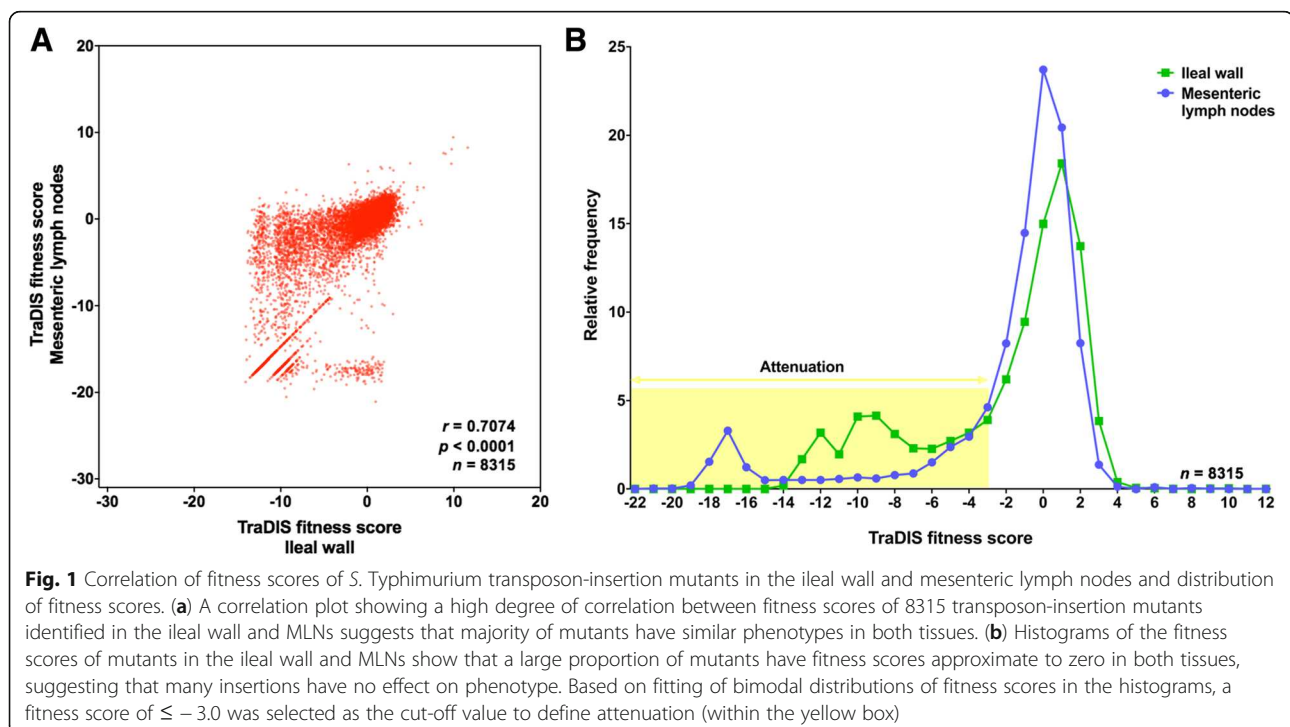 A
20
10
0
-10
-20
-30
-20
-10
0
10
20
TraDIS fitness score
Mesenteric lymph nodes
r = 0.7074
p < 0.0001
n = 8315
TraDIS fitness score
Ileal wall
B
25
20
15
10
5
0
Relative frequency
Ileal wall
Mesenteric
lymph nodes
Attenuation
n = 8315
-22 -20 -18 -16 -14 -12 -10 -8 -6 -4 -2 0 2 4 6 8 10 12
TraDIS fitness score
Fig. 1 Correlation of fitness scores of S. Typhimurium transposon-insertion mutants in the ileal wall and mesenteric lymph nodes and distribution
of fitness scores. (a) A correlation plot showing a high degree of correlation between fitness scores of 8315 transposon-insertion mutants
identified in the ileal wall and MLNs suggests that majority of mutants have similar phenotypes in both tissues. (b) Histograms of the fitness
scores of mutants in the ileal wall and MLNs show that a large proportion of mutants have fitness scores approximate to zero in both tissues,
suggesting that many insertions have no effect on phenotype. Based on fitting of bimodal distributions of fitness scores in the histograms, a
fitness score of ≤ − 3.0 was selected as the cut-off value to define attenuation (within the yellow box)